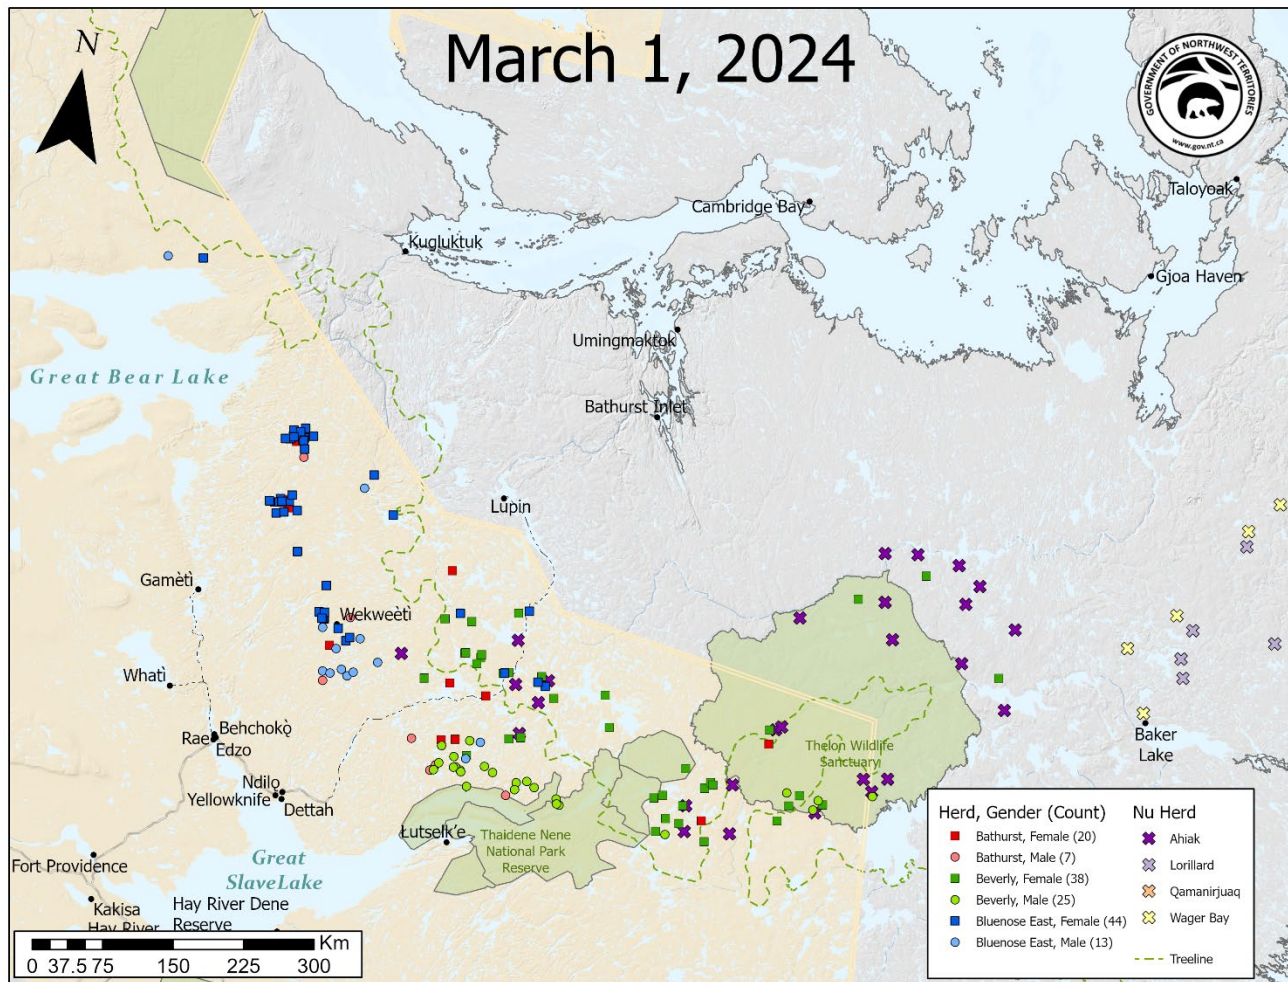 March 1, 2024
N
GOVERNMENT OF NORTHWEST TERRITORIES
www.gov.nt.ca
Taloyoak
Cambridge Bay
Kugluktuk
Gjoa Haven
Umingmaktok
Great Bear Lake
Bathurst Inlet
Lupin
Gamètì
Wekweètì
Whatì
Behchokǫ̀
Rae
Edzo
Baker
Lake
Thelon Wildlife
Sanctuary
Ndilo
Yellowknife
Dettah
Łutselk'e
Thaidene Nene
National Park
Reserve
Fort Providence
Great
Slave Lake
Kakisa
Hay River
Hay River Dene
Reserve
Km
0 37.5 75 150 225 300
Herd, Gender (Count)
Bathurst, Female (20)
Bathurst, Male (7)
Beverly, Female (38)
Beverly, Male (25)
Bluenose East, Female (44)
Bluenose East, Male (13)
Nu Herd
Ahiak
Lorillard
Qamanirjuaq
Wager Bay
Treeline